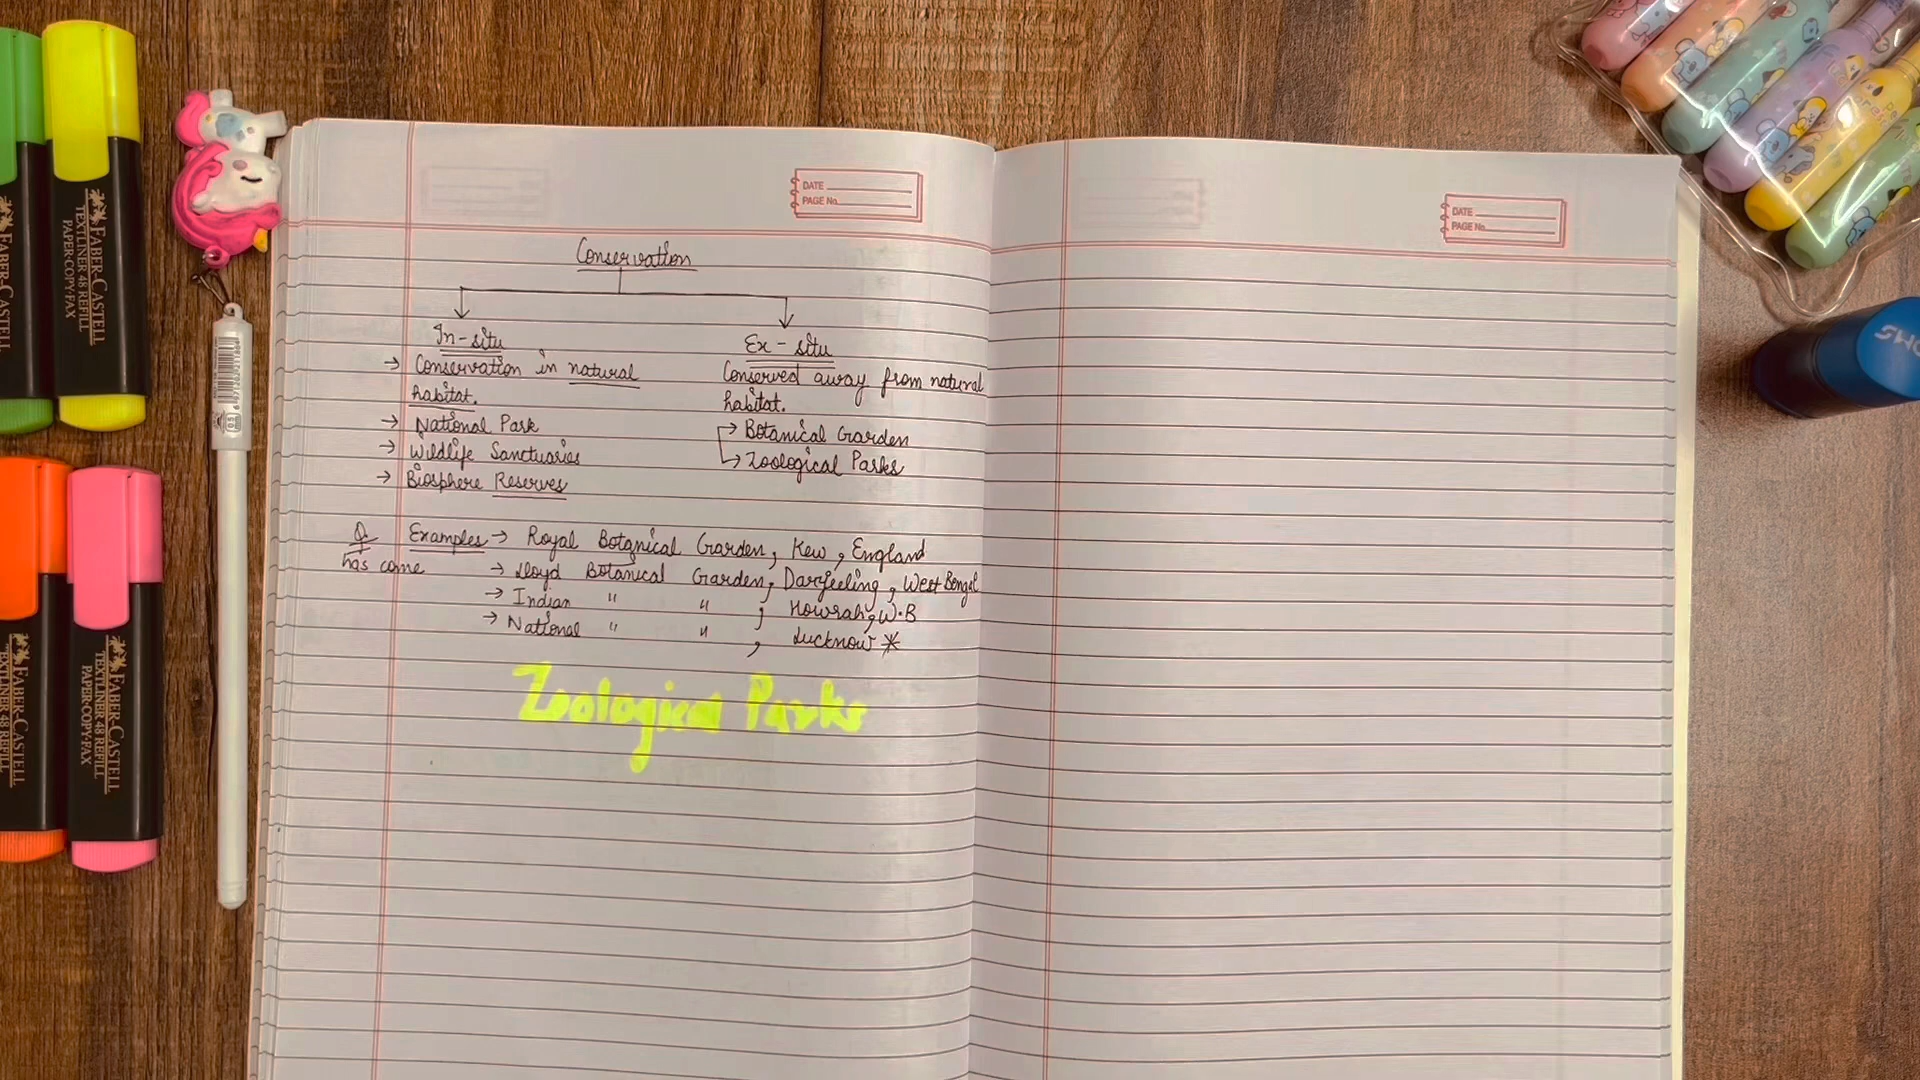 DATE
PAGE No.
DATE
PAGE No.
Conservation
In-situ
→ Conservation in natural
habitat.
→ National Park
→ Wildlife Sanctuaries
→ Biosphere Reserves
Ex-situ
Conserved away from natural
habitat.
→ Botanical Garden
→ Zoological Parks
Q
has come
Examples → Royal Botanical Garden, Kew, England
→ Lloyd Botanical Garden, Darjeeling, West Bengal
→ Indian " " , Howrah, W.B
→ National " " , Lucknow *
Zoological Parks
FABER-CASTELL
TEXTLINER 48 REFILL
PAPER·COPY·FAX
FABER-CASTELL
TEXTLINER 48 REFILL
PAPER·COPY·FAX
0.5